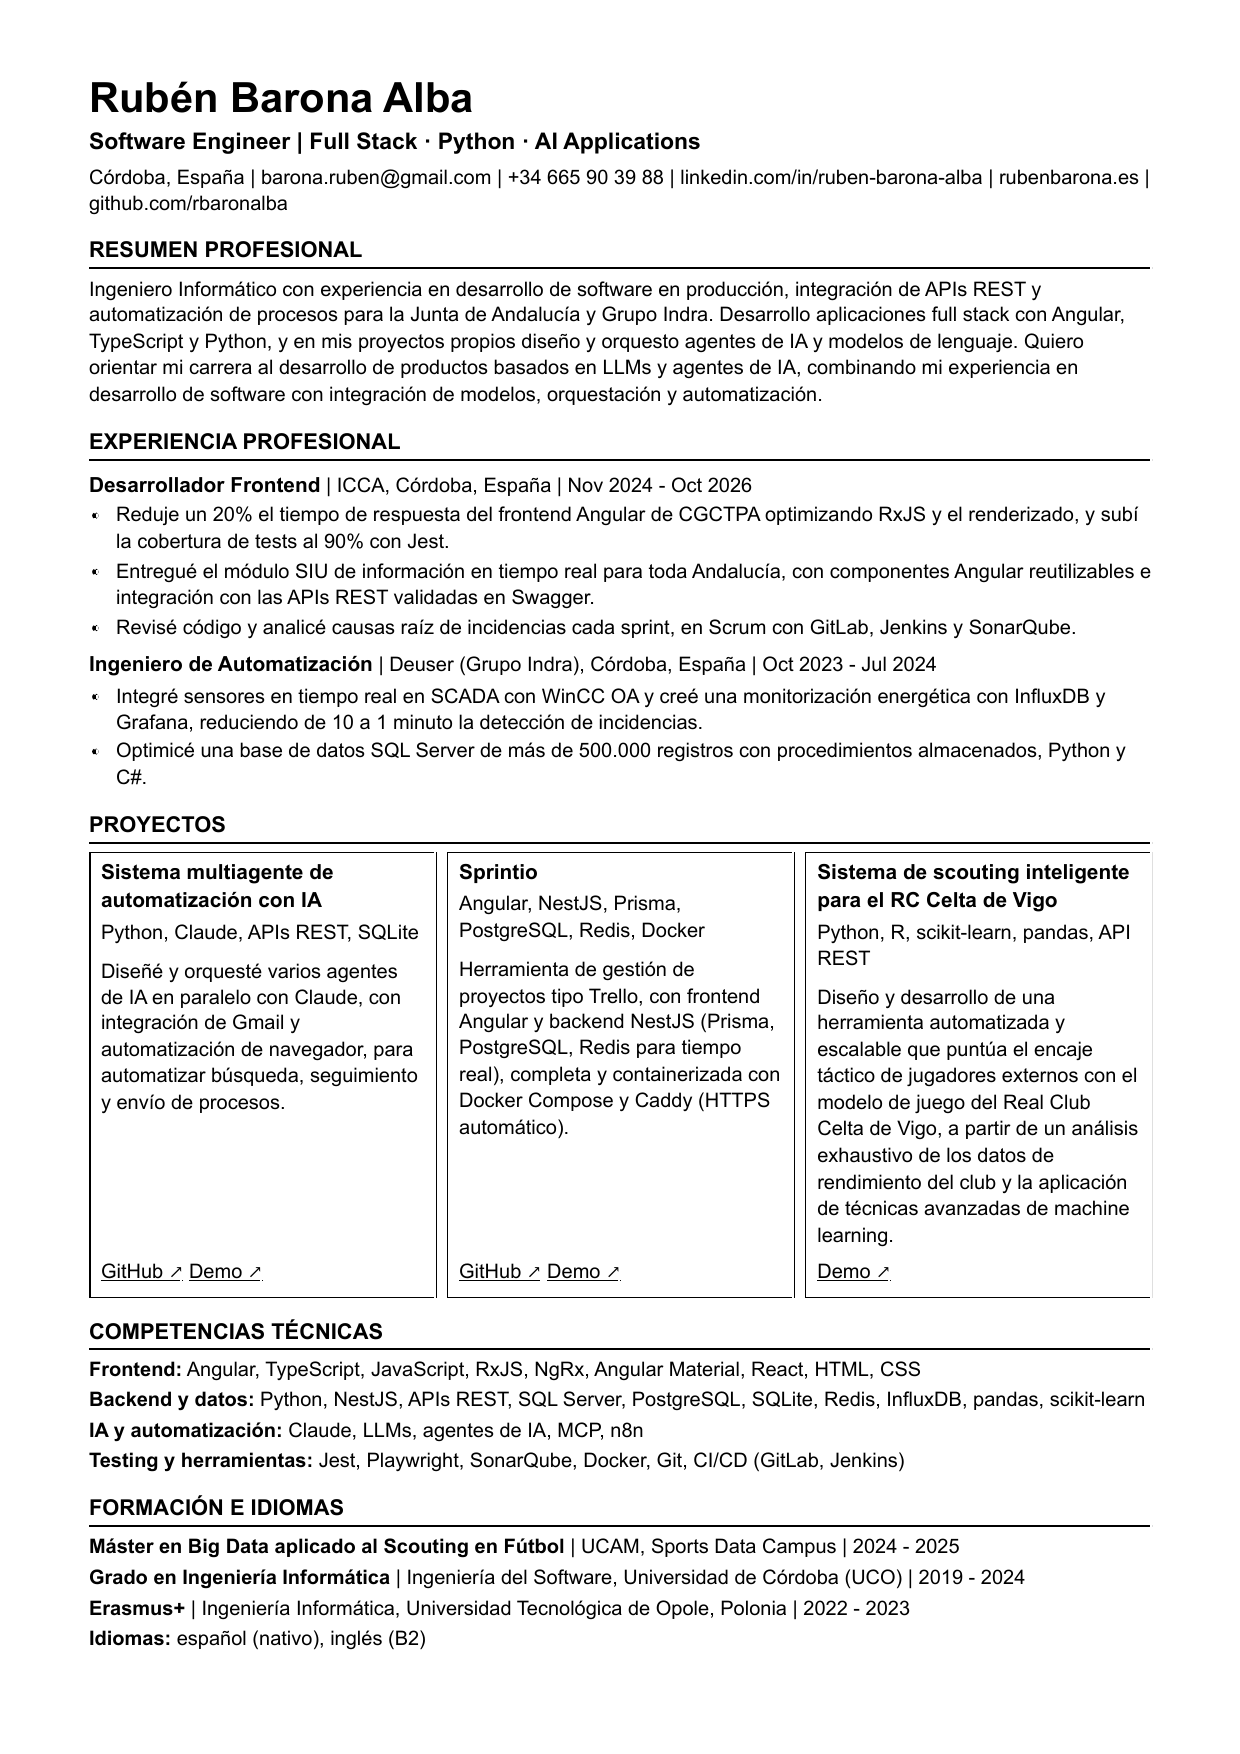 Rubén Barona Alba
Software Engineer | Full Stack · Python · AI Applications
Córdoba, España | barona.ruben@gmail.com | +34 665 90 39 88 | linkedin.com/in/ruben-barona-alba | rubenbarona.es |
github.com/rbaronalba
RESUMEN PROFESIONAL
Ingeniero Informático con experiencia en desarrollo de software en producción, integración de APIs REST y
automatización de procesos para la Junta de Andalucía y Grupo Indra. Desarrollo aplicaciones full stack con Angular,
TypeScript y Python, y en mis proyectos propios diseño y orquesto agentes de IA y modelos de lenguaje. Quiero
orientar mi carrera al desarrollo de productos basados en LLMs y agentes de IA, combinando mi experiencia en
desarrollo de software con integración de modelos, orquestación y automatización.
EXPERIENCIA PROFESIONAL
Desarrollador Frontend | ICCA, Córdoba, España | Nov 2024 - Oct 2026
• Reduje un 20% el tiempo de respuesta del frontend Angular de CGCTPA optimizando RxJS y el renderizado, y subí
la cobertura de tests al 90% con Jest.
• Entregué el módulo SIU de información en tiempo real para toda Andalucía, con componentes Angular reutilizables e
integración con las APIs REST validadas en Swagger.
• Revisé código y analicé causas raíz de incidencias cada sprint, en Scrum con GitLab, Jenkins y SonarQube.
Ingeniero de Automatización | Deuser (Grupo Indra), Córdoba, España | Oct 2023 - Jul 2024
• Integré sensores en tiempo real en SCADA con WinCC OA y creé una monitorización energética con InfluxDB y
Grafana, reduciendo de 10 a 1 minuto la detección de incidencias.
• Optimicé una base de datos SQL Server de más de 500.000 registros con procedimientos almacenados, Python y
C#.
PROYECTOS
Sistema multiagente de
automatización con IA
Python, Claude, APIs REST, SQLite
Diseñé y orquesté varios agentes
de IA en paralelo con Claude, con
integración de Gmail y
automatización de navegador, para
automatizar búsqueda, seguimiento
y envío de procesos.
GitHub ↗ Demo ↗
Sprintio
Angular, NestJS, Prisma,
PostgreSQL, Redis, Docker
Herramienta de gestión de
proyectos tipo Trello, con frontend
Angular y backend NestJS (Prisma,
PostgreSQL, Redis para tiempo
real), completa y containerizada con
Docker Compose y Caddy (HTTPS
automático).
GitHub ↗ Demo ↗
Sistema de scouting inteligente
para el RC Celta de Vigo
Python, R, scikit-learn, pandas, API
REST
Diseño y desarrollo de una
herramienta automatizada y
escalable que puntúa el encaje
táctico de jugadores externos con el
modelo de juego del Real Club
Celta de Vigo, a partir de un análisis
exhaustivo de los datos de
rendimiento del club y la aplicación
de técnicas avanzadas de machine
learning.
Demo ↗
COMPETENCIAS TÉCNICAS
Frontend: Angular, TypeScript, JavaScript, RxJS, NgRx, Angular Material, React, HTML, CSS
Backend y datos: Python, NestJS, APIs REST, SQL Server, PostgreSQL, SQLite, Redis, InfluxDB, pandas, scikit-learn
IA y automatización: Claude, LLMs, agentes de IA, MCP, n8n
Testing y herramientas: Jest, Playwright, SonarQube, Docker, Git, CI/CD (GitLab, Jenkins)
FORMACIÓN E IDIOMAS
Máster en Big Data aplicado al Scouting en Fútbol | UCAM, Sports Data Campus | 2024 - 2025
Grado en Ingeniería Informática | Ingeniería del Software, Universidad de Córdoba (UCO) | 2019 - 2024
Erasmus+ | Ingeniería Informática, Universidad Tecnológica de Opole, Polonia | 2022 - 2023
Idiomas: español (nativo), inglés (B2)